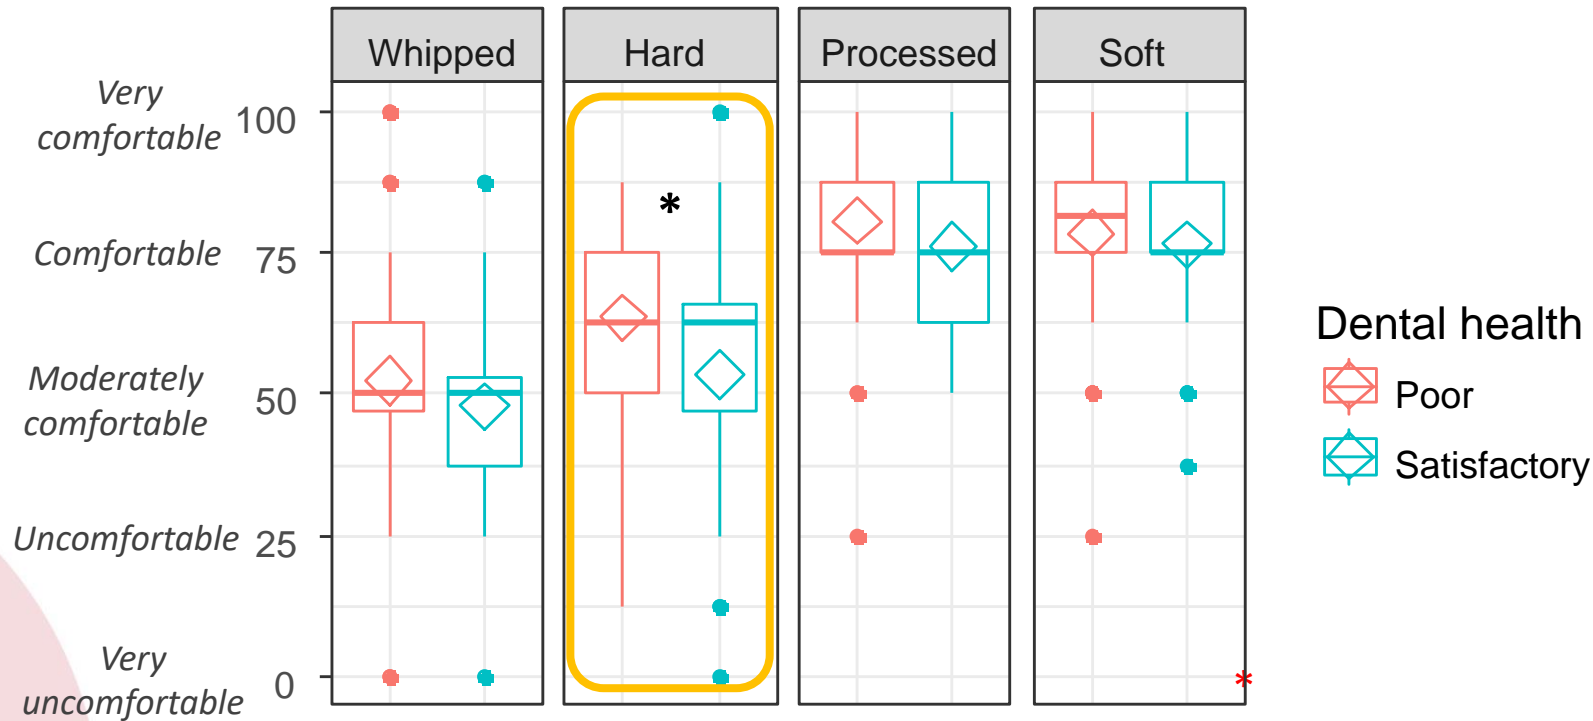 Whipped
Hard
Processed
Soft
Very
comfortable
100
Comfortable
75
Moderately
comfortable
50
Uncomfortable
25
Very
uncomfortable
0
*
*
Dental health
Poor
Satisfactory